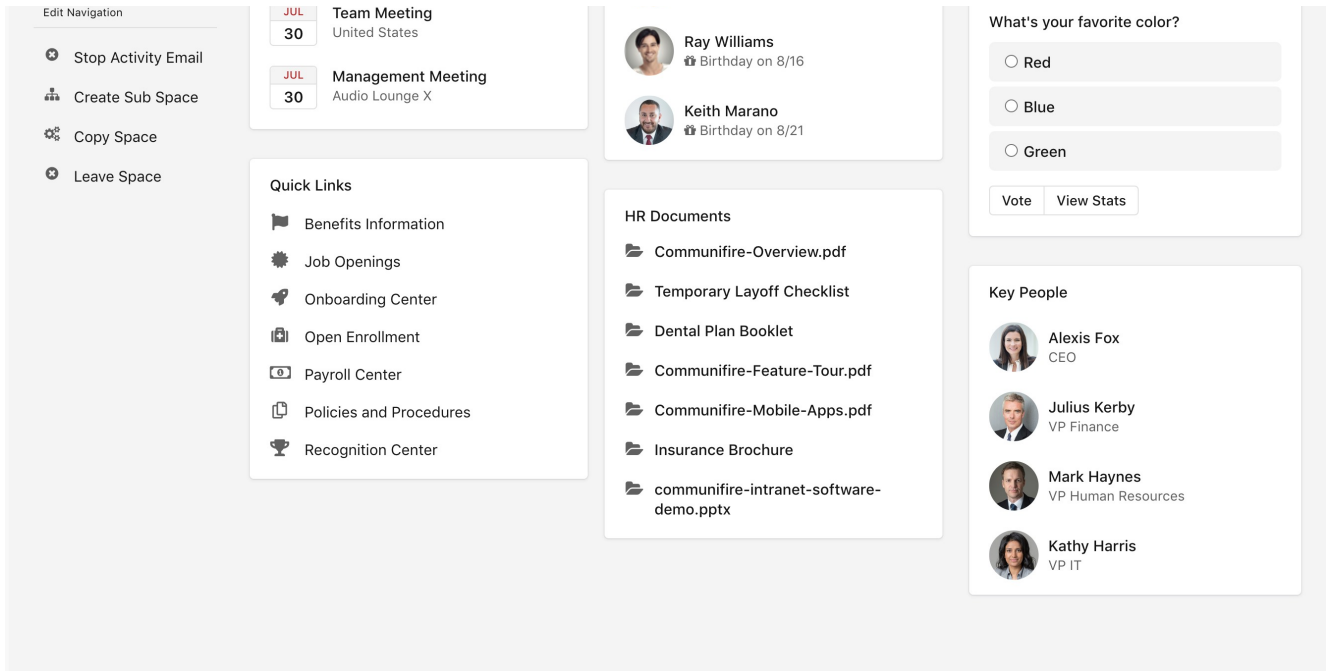 Edit Navigation
Stop Activity Email
Create Sub Space
Copy Space
Leave Space
JUL
30
Team Meeting
United States
JUL
30
Management Meeting
Audio Lounge X
Quick Links
Benefits Information
Job Openings
Onboarding Center
Open Enrollment
Payroll Center
Policies and Procedures
Recognition Center
Ray Williams
Birthday on 8/16
Keith Marano
Birthday on 8/21
HR Documents
Communifire-Overview.pdf
Temporary Layoff Checklist
Dental Plan Booklet
Communifire-Feature-Tour.pdf
Communifire-Mobile-Apps.pdf
Insurance Brochure
communifire-intranet-software-
demo.pptx
What's your favorite color?
Red
Blue
Green
Vote View Stats
Key People
Alexis Fox
CEO
Julius Kerby
VP Finance
Mark Haynes
VP Human Resources
Kathy Harris
VP IT